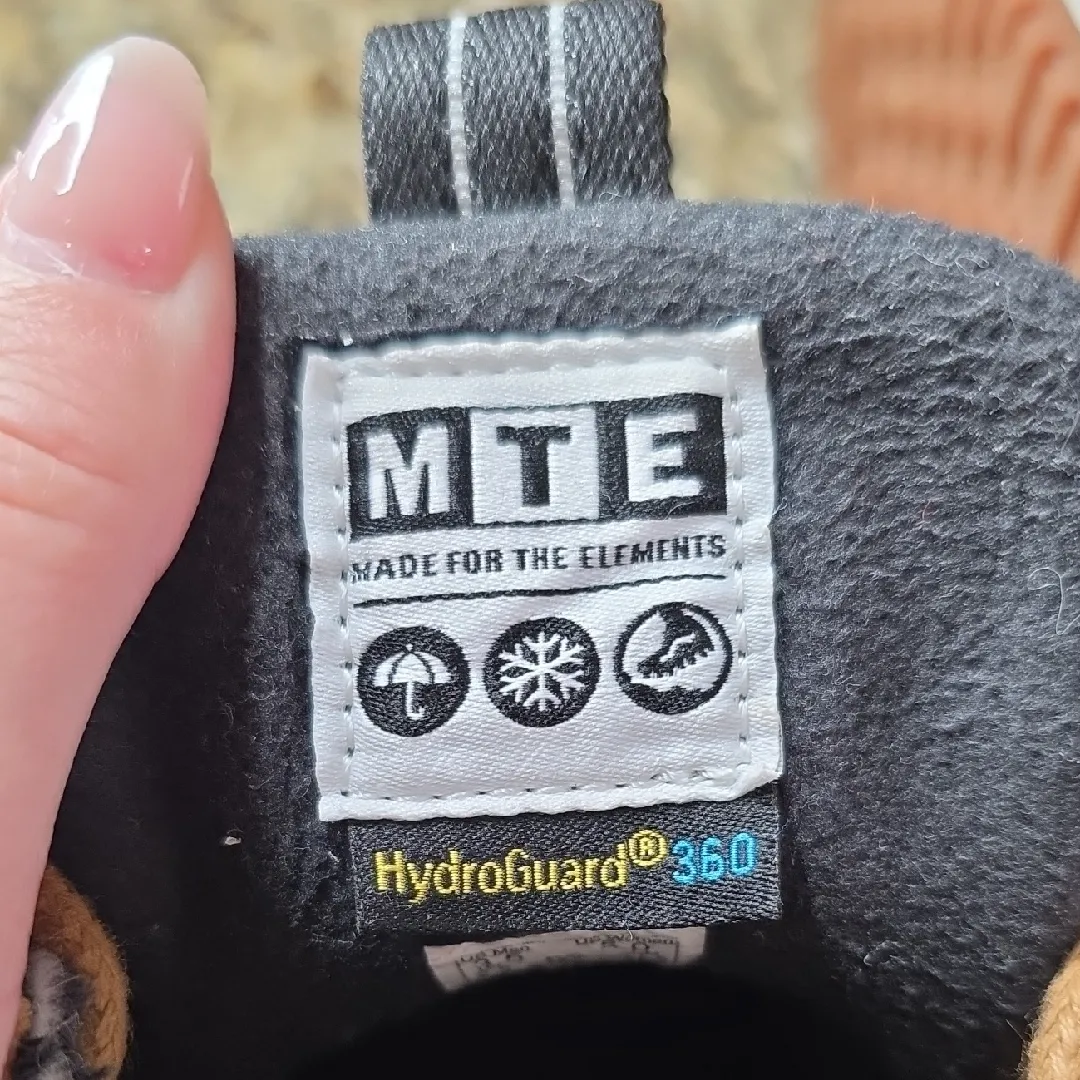 MTE
MADE FOR THE ELEMENTS
HydroGuard® 360